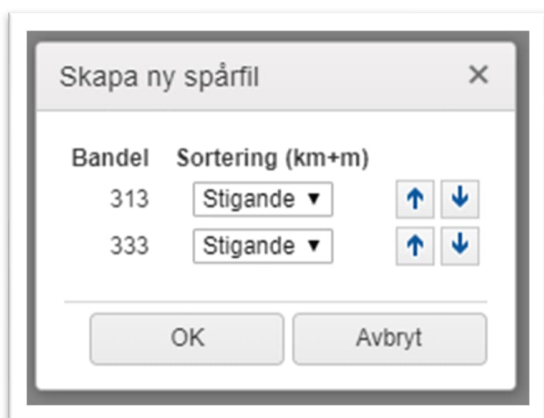 Skapa ny spårfil
Bandel Sortering (km+m)
313 Stigande
333 Stigande
OK Avbryt